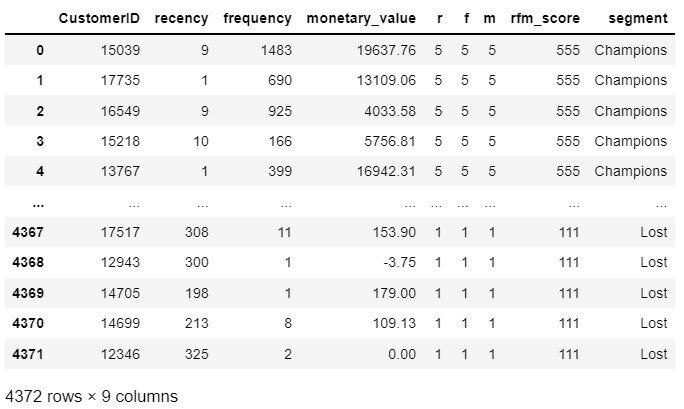 CustomerID recency frequency monetary_value r f m rfm_score segment
0 15039 9 1483 19637.76 5 5 5 555 Champions
1 17735 1 690 13109.06 5 5 5 555 Champions
2 16549 9 925 4033.58 5 5 5 555 Champions
3 15218 10 166 5756.81 5 5 5 555 Champions
4 13767 1 399 16942.31 5 5 5 555 Champions
... ... ... ... ... ... ... ... ... ...
4367 17517 308 11 153.90 1 1 1 111 Lost
4368 12943 300 1 -3.75 1 1 1 111 Lost
4369 14705 198 1 179.00 1 1 1 111 Lost
4370 14699 213 8 109.13 1 1 1 111 Lost
4371 12346 325 2 0.00 1 1 1 111 Lost
4372 rows × 9 columns